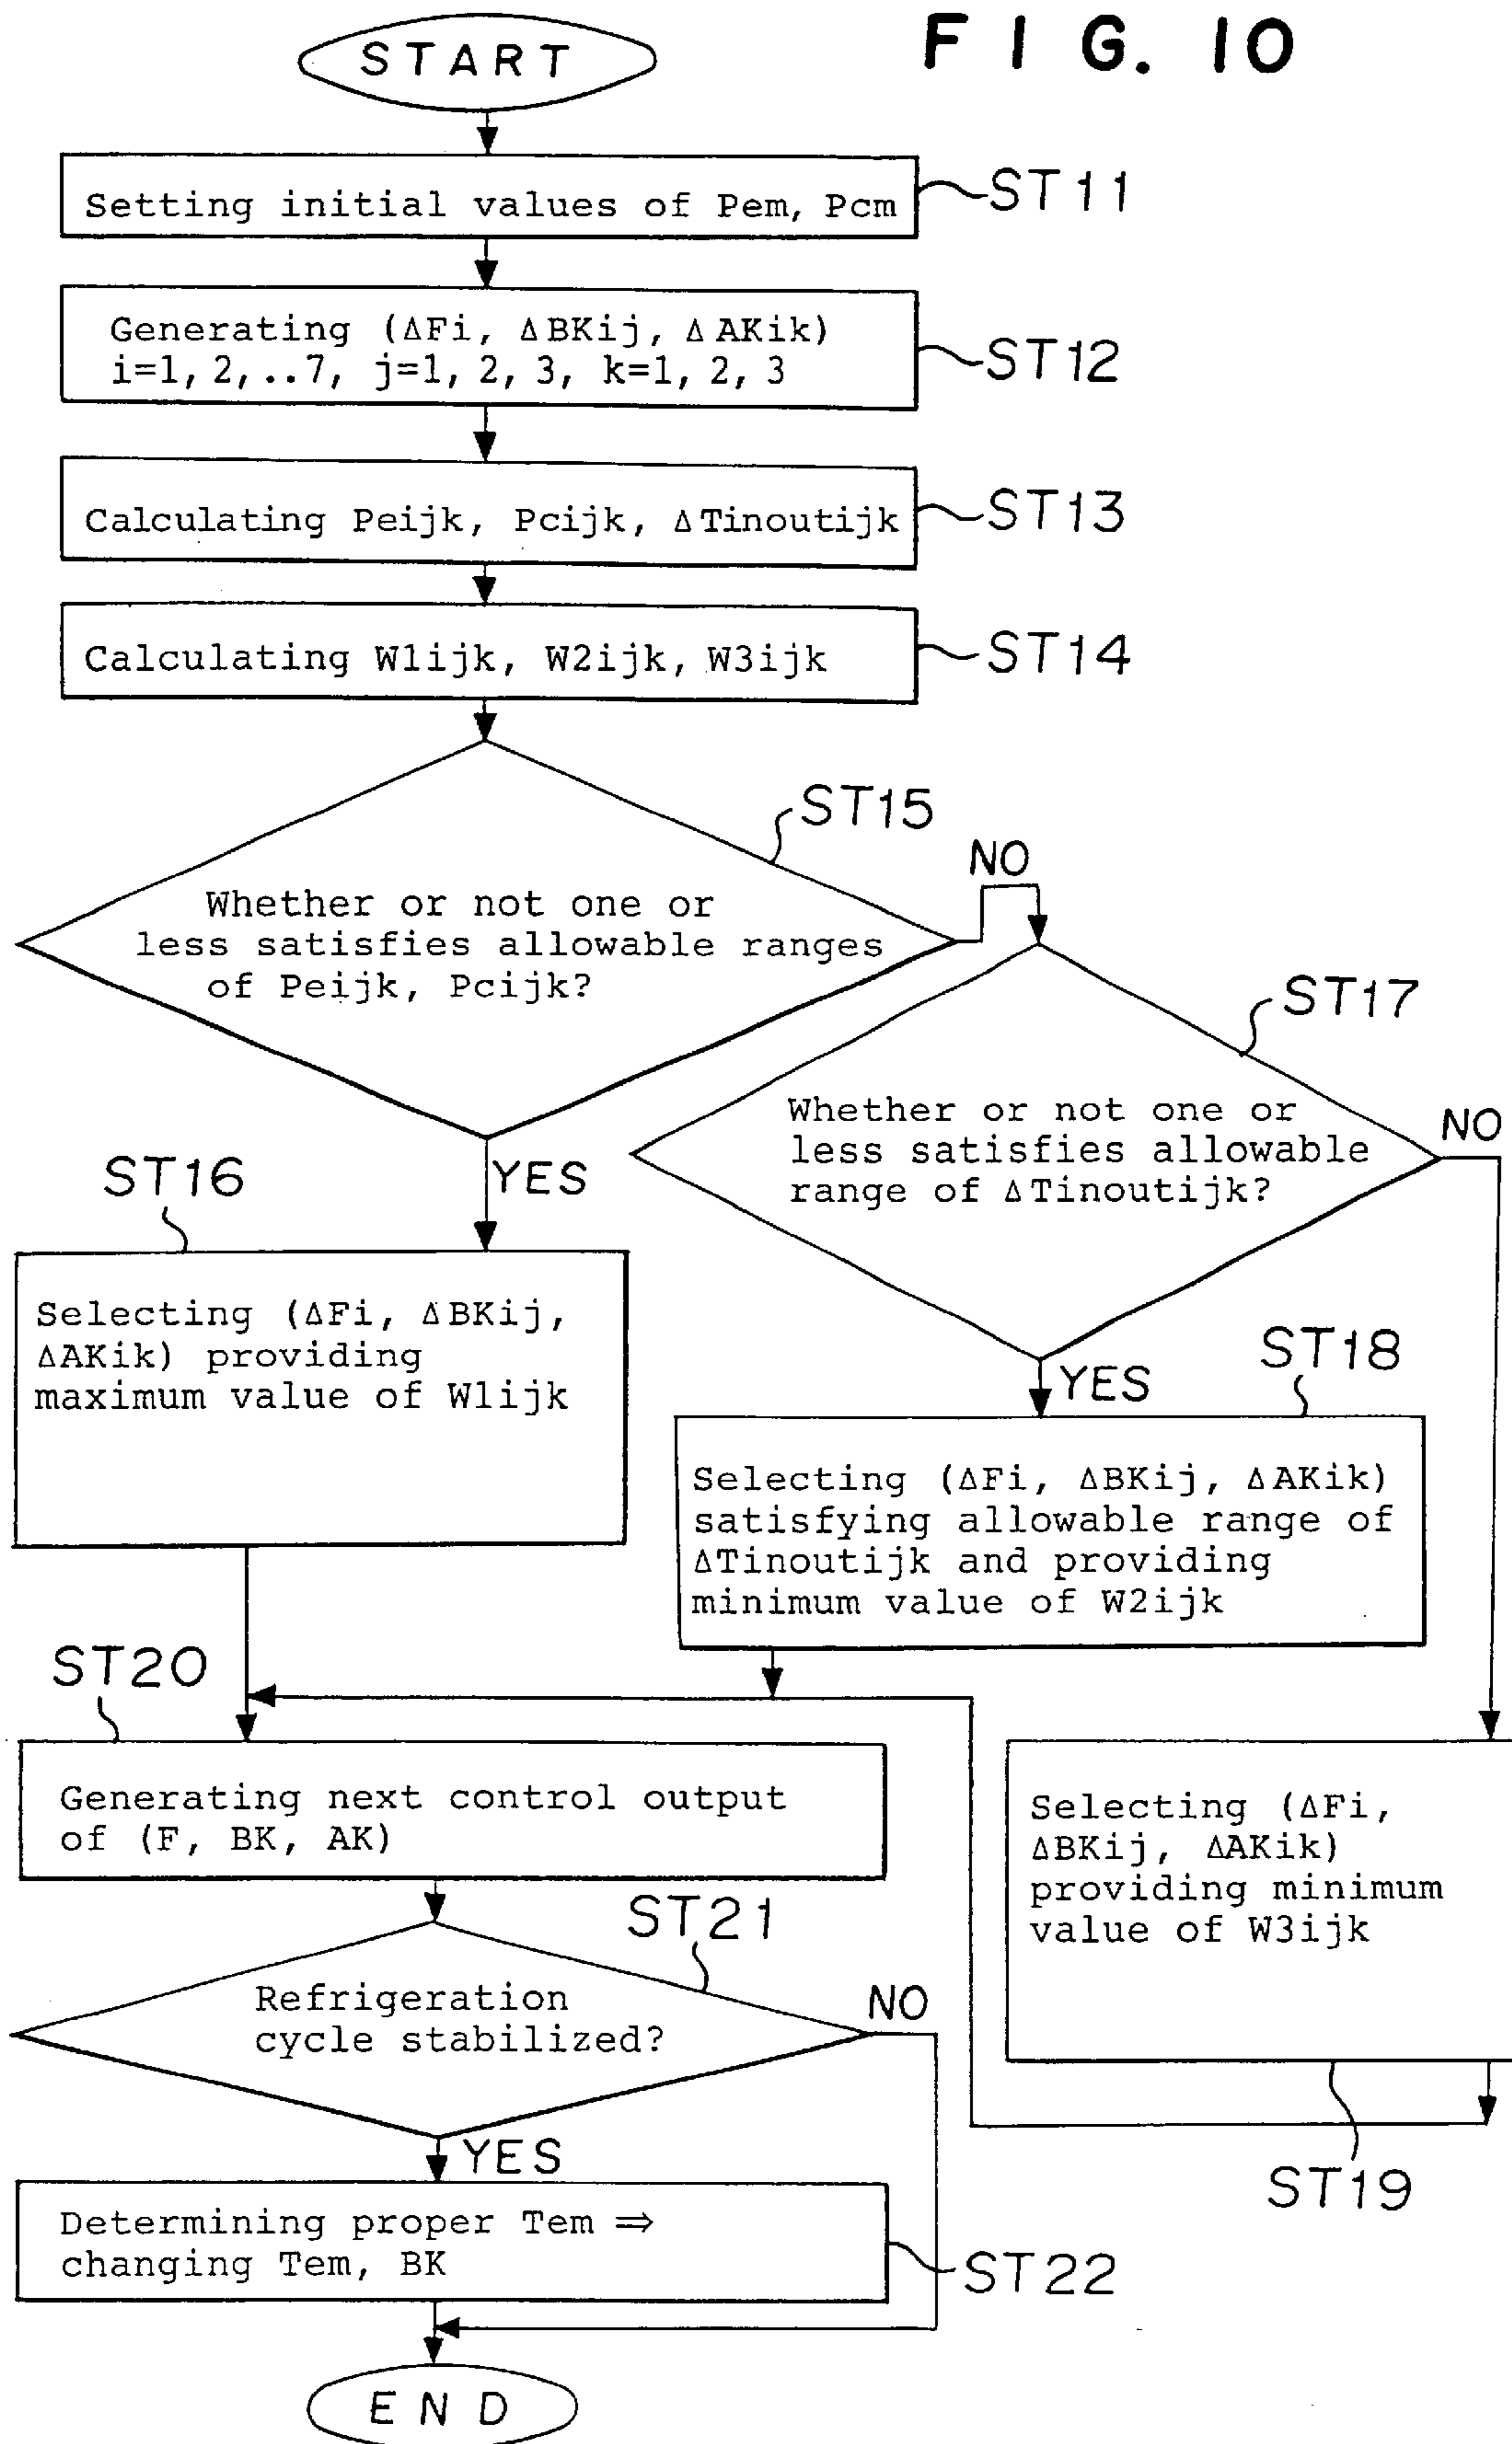 FIG. 10
START
Setting initial values of Pem, Pcm
ST11
Generating (ΔFi, ΔBKij, ΔAKik)
i=1, 2,..7, j=1, 2, 3, k=1, 2, 3
ST12
Calculating Peijk, Pcijk, ΔTinoutijk
ST13
Calculating W1ijk, W2ijk, W3ijk
ST14
ST15
Whether or not one or
less satisfies allowable ranges
of Peijk, Pcijk?
NO
YES
ST17
Whether or not one or
less satisfies allowable
range of ΔTinoutijk?
NO
YES
ST16
Selecting (ΔFi, ΔBKij,
ΔAKik) providing
maximum value of W1ijk
ST18
Selecting (ΔFi, ΔBKij, ΔAKik)
satisfying allowable range of
ΔTinoutijk and providing
minimum value of W2ijk
ST20
Generating next control output
of (F, BK, AK)
Selecting (ΔFi,
ΔBKij, ΔAKik)
providing minimum
value of W3ijk
ST19
ST21
Refrigeration
cycle stabilized?
NO
YES
Determining proper Tem ⇒
changing Tem, BK
ST22
END